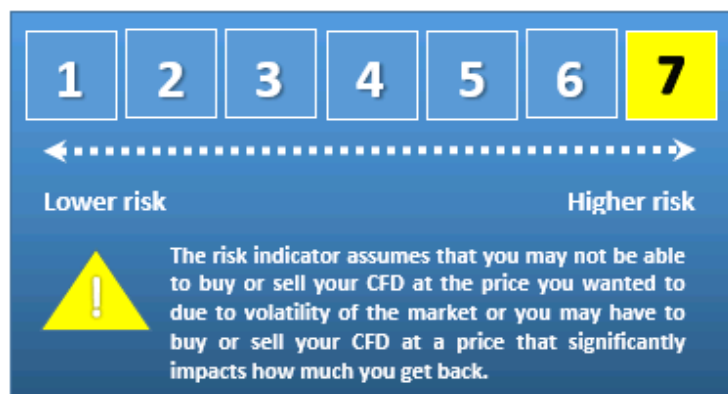 1 2 3 4 5 6 7
Lower risk Higher risk
!
The risk indicator assumes that you may not be able
to buy or sell your CFD at the price you wanted to
due to volatility of the market or you may have to
buy or sell your CFD at a price that significantly
impacts how much you get back.